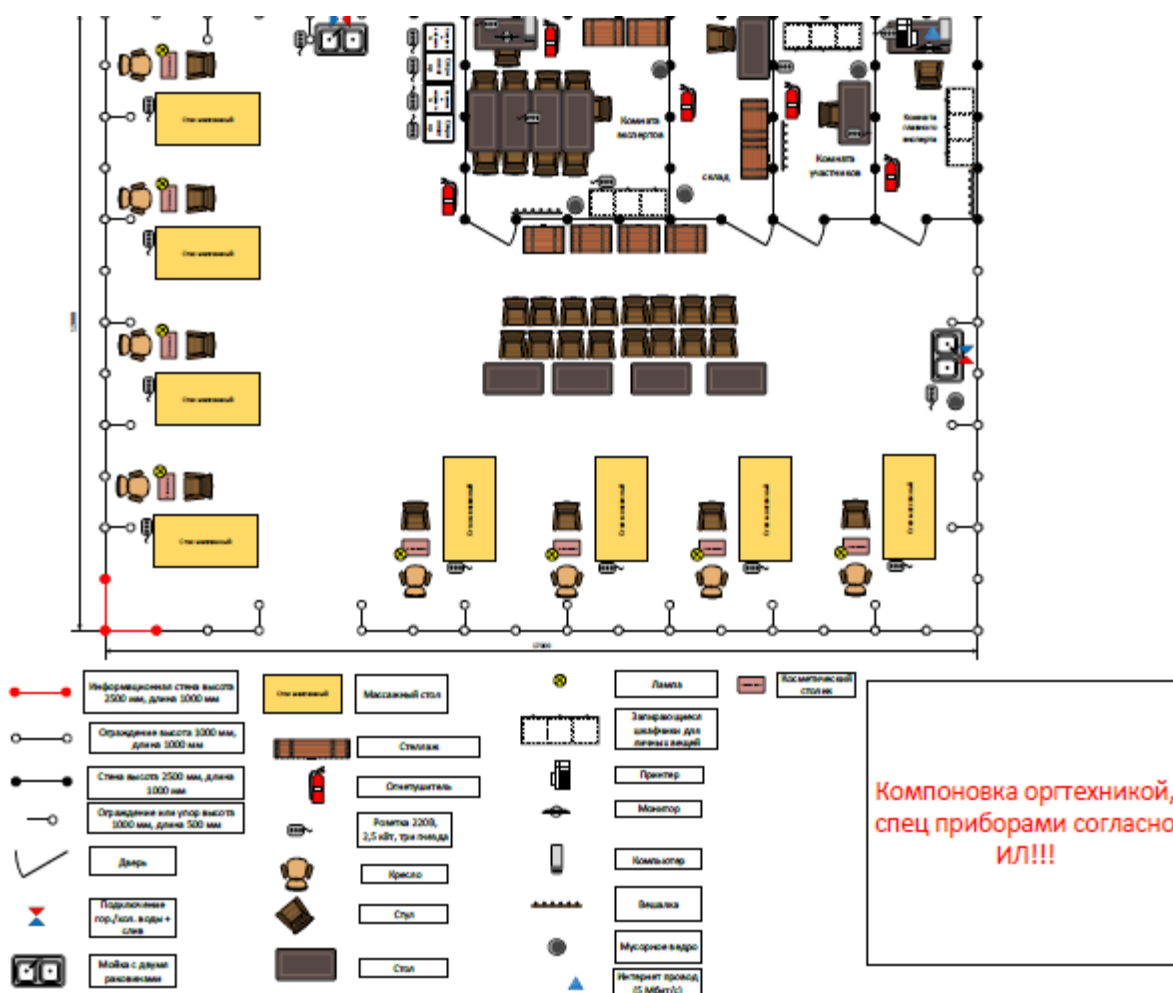 Комната
экспертов
склад
Комната
участников
Комната
главного
эксперта
12000
17000
Стол массажный
Стол массажный
Стол массажный
Стол массажный
Информационная стена высота
2500 мм, длина 1000 мм
Ограждение высота 1000 мм,
длина 1000 мм
Стена высота 2500 мм, длина
1000 мм
Ограждение или упор высота
1000 мм, длина 500 мм
Дверь
Подключение
гор./хол. воды +
слив
Мойка с двумя
раковинами
Стол массажный
Массажный стол
Стеллаж
Огнетушитель
Розетка 220В,
2,5 кВт, три гнезда
Кресло
Стул
Стол
Лампа
Запирающиеся
шкафчики для
личных вещей
Принтер
Монитор
Компьютер
Вешалка
Мусорное ведро
Интернет провод
(5 Мбит/с)
Косметический
столик
Компоновка оргтехникой,
спец приборами согласно
ИЛ!!!